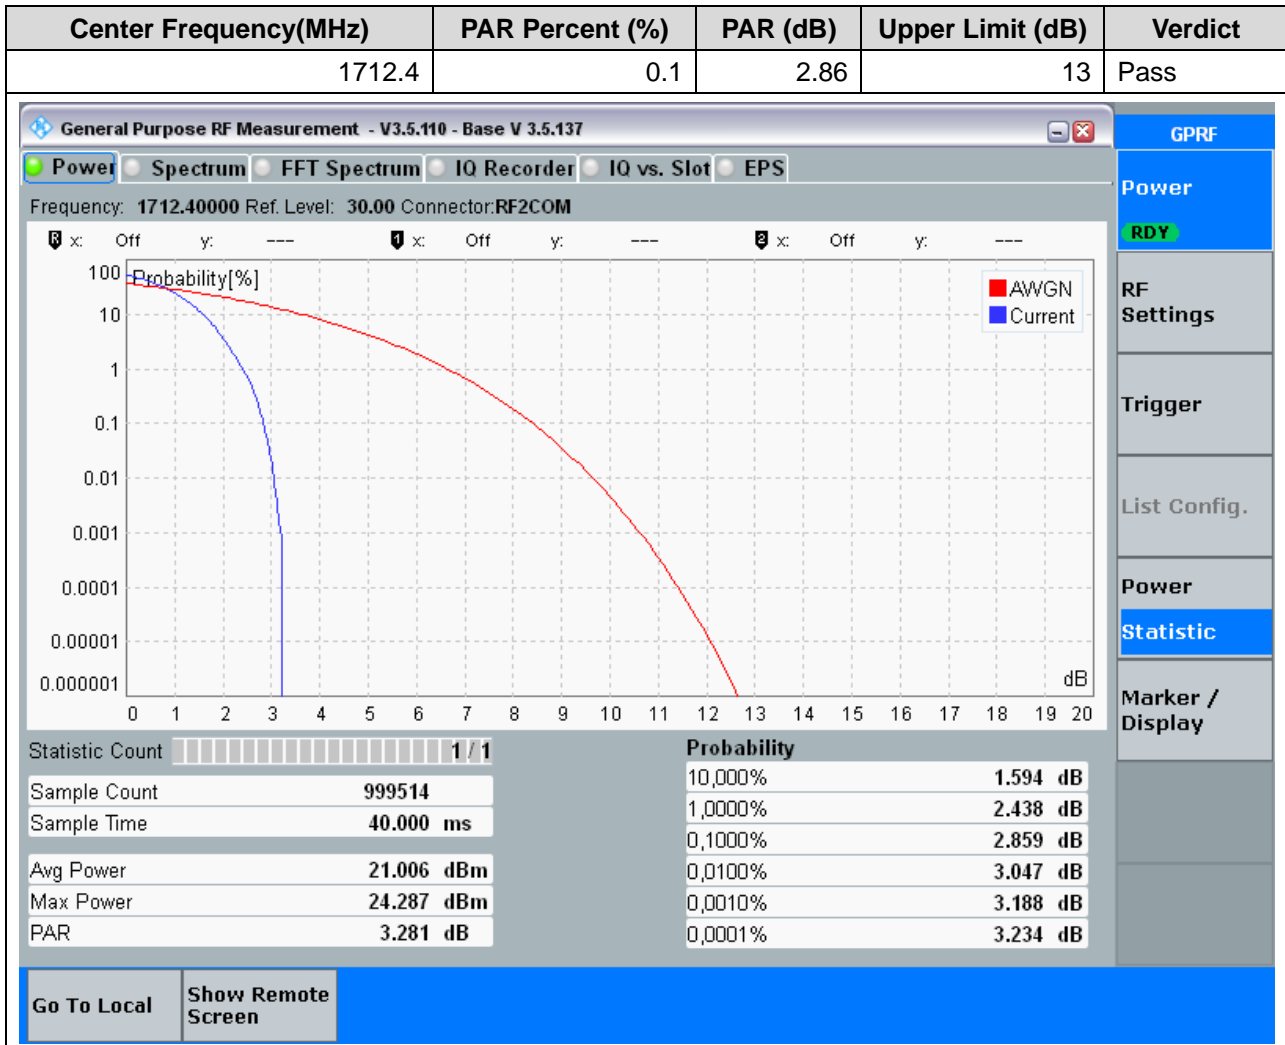 Center Frequency(MHz) PAR Percent (%) PAR (dB) Upper Limit (dB) Verdict
1712.4 0.1 2.86 13 Pass
General Purpose RF Measurement - V3.5.110 - Base V 3.5.137
GPRF
Power Spectrum FFT Spectrum IQ Recorder IQ vs. Slot EPS
Power
RDY
Frequency: 1712.40000 Ref. Level: 30.00 Connector:RF2COM
R x: Off y: --- 1 x: Off y: --- 2 x: Off y: ---
Probability[%]
AWGN
Current
100
10
1
0.1
0.01
0.001
0.0001
0.00001
0.000001
dB
0 1 2 3 4 5 6 7 8 9 10 11 12 13 14 15 16 17 18 19 20
RF
Settings
Trigger
List Config.
Power
Statistic
Marker /
Display
Statistic Count 1 / 1
Sample Count 999514
Sample Time 40.000 ms
Avg Power 21.006 dBm
Max Power 24.287 dBm
PAR 3.281 dB
Probability
10,000% 1.594 dB
1,0000% 2.438 dB
0,1000% 2.859 dB
0,0100% 3.047 dB
0,0010% 3.188 dB
0,0001% 3.234 dB
Go To Local
Show Remote
Screen